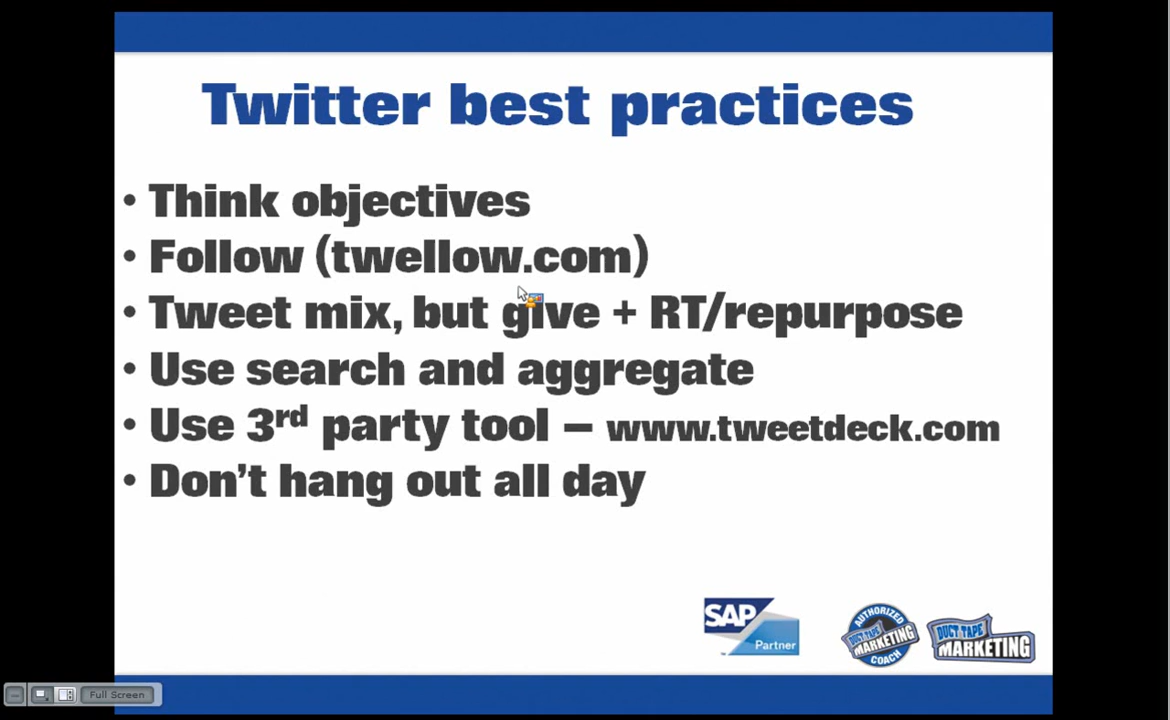 Twitter best practices
• Think objectives
• Follow (twellow.com)
• Tweet mix, but give + RT/repurpose
• Use search and aggregate
• Use 3rd party tool – www.tweetdeck.com
• Don't hang out all day
SAP
Partner
AUTHORIZED
DUCT TAPE
MARKETING
COACH
DUCT TAPE
MARKETING
Full Screen